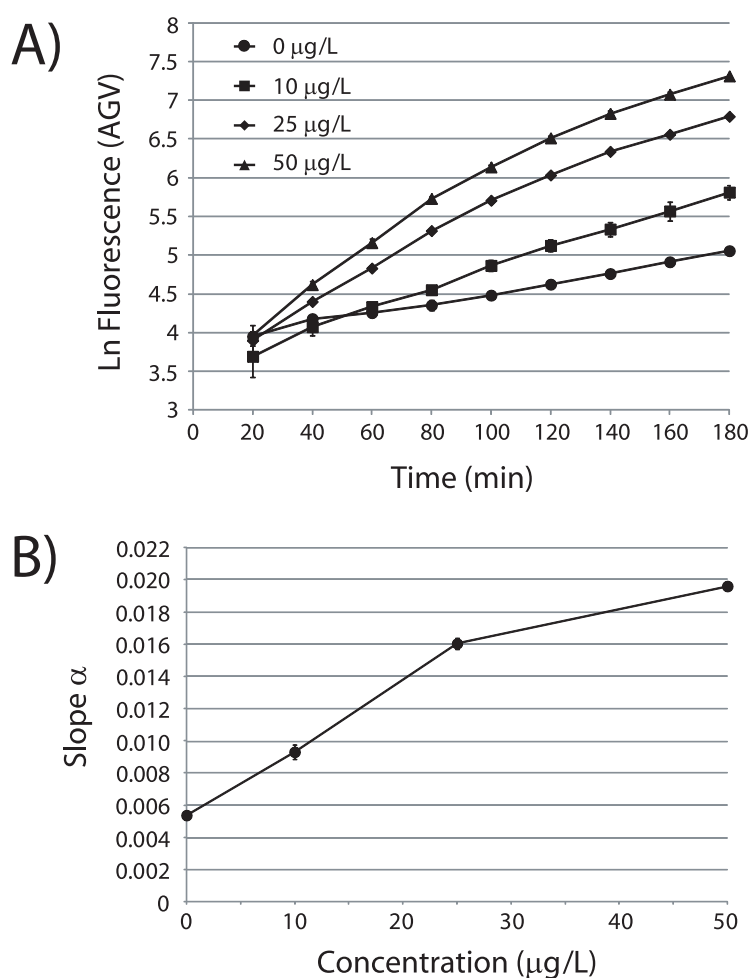 A)
Ln Fluorescence (AGV)
8
7.5
7
6.5
6
5.5
5
4.5
4
3.5
3
0 µg/L
10 µg/L
25 µg/L
50 µg/L
0 20 40 60 80 100 120 140 160 180
Time (min)
B)
Slope α
0.022
0.020
0.018
0.016
0.014
0.012
0.010
0.008
0.006
0.004
0.002
0
0 10 20 30 40 50
Concentration (µg/L)